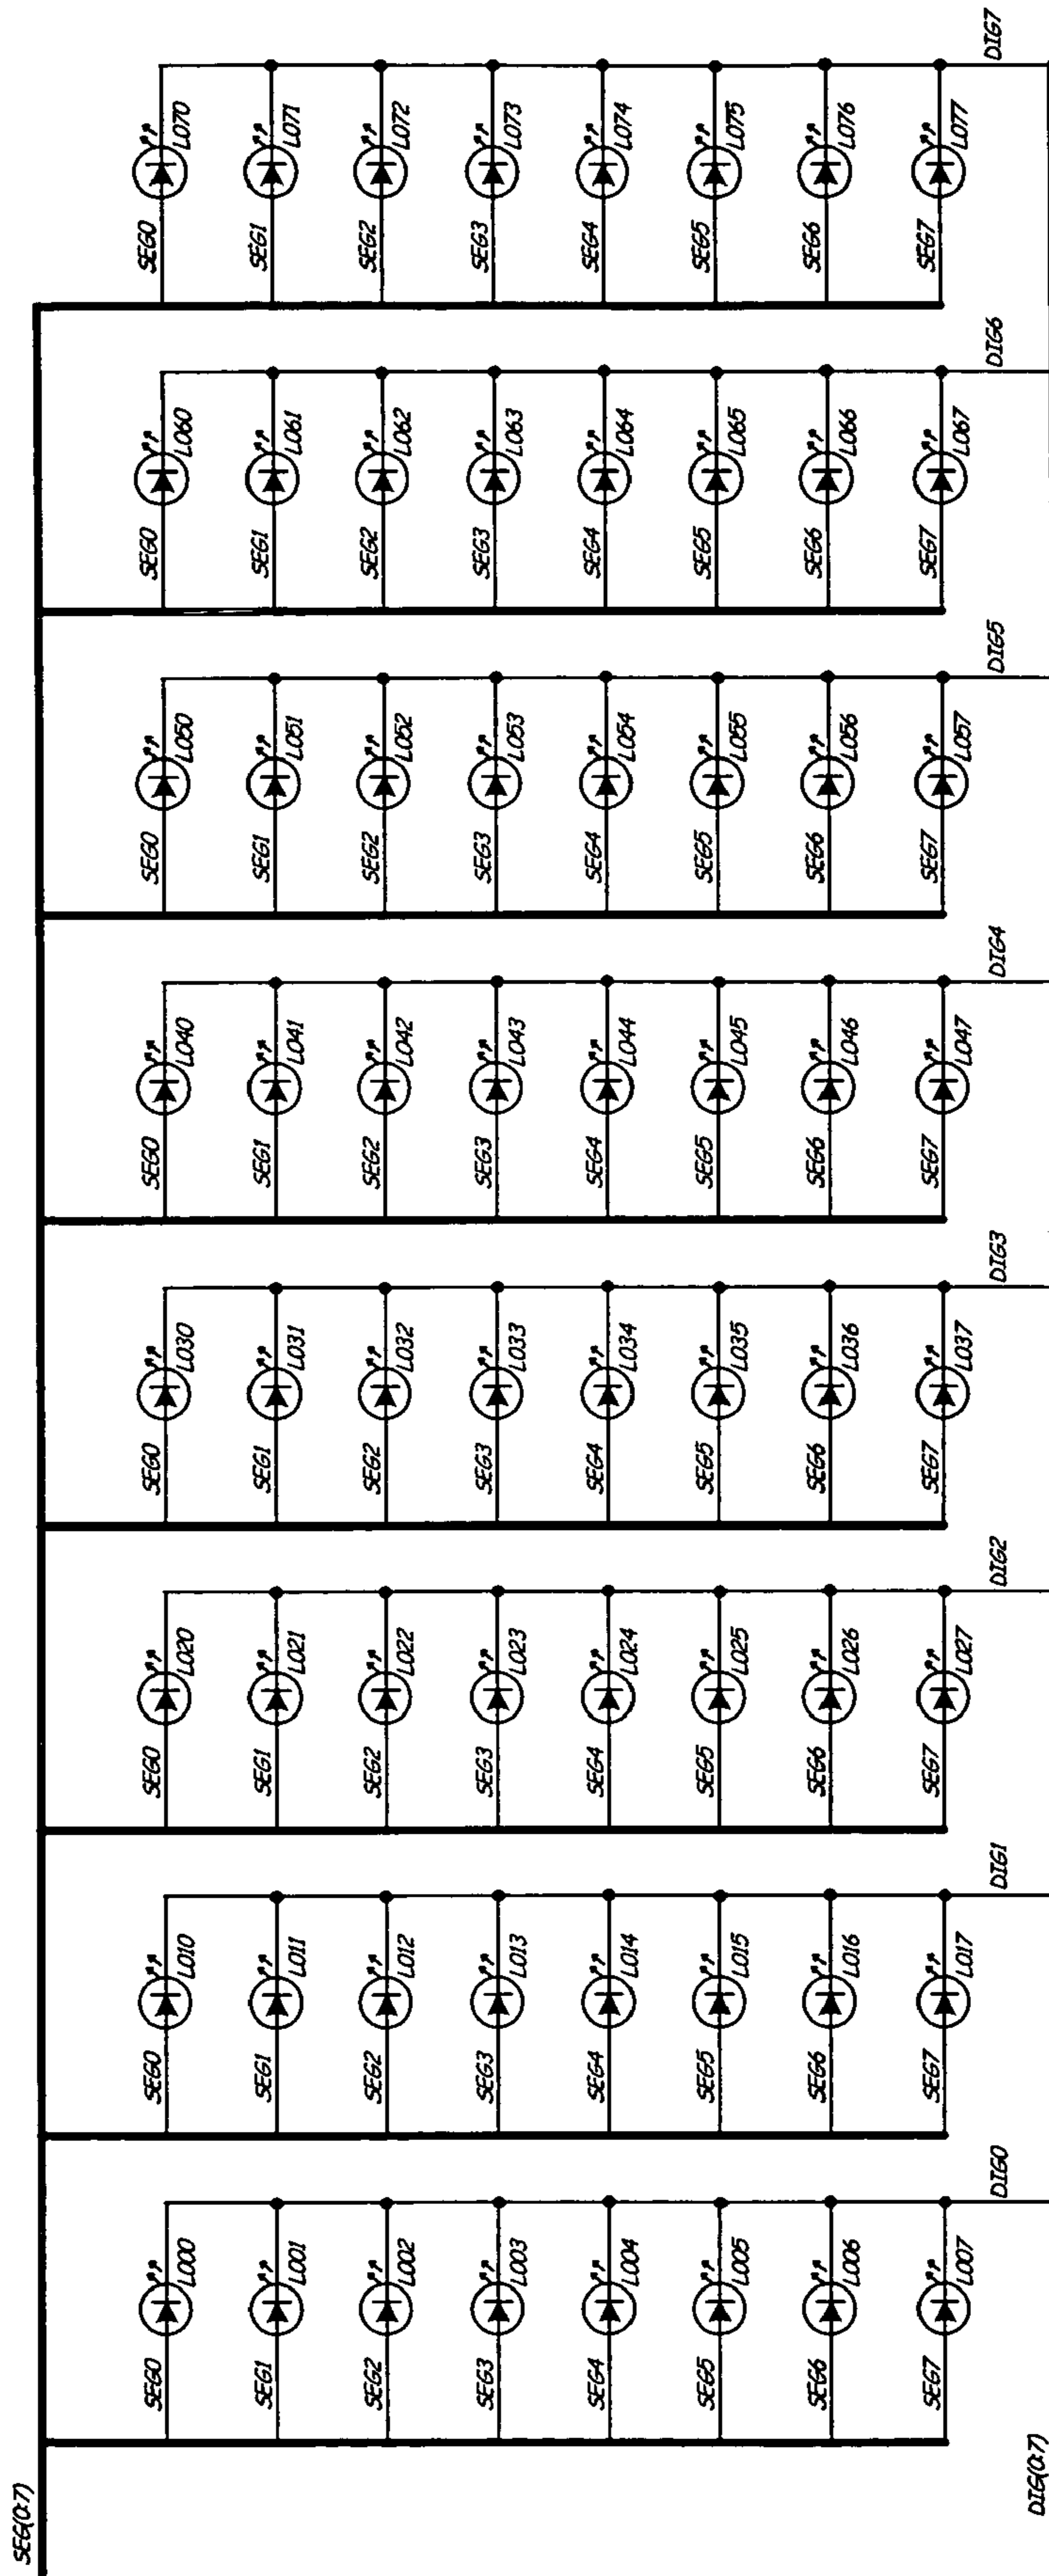 SEG(0:7)
SEG0
L000
SEG1
L001
SEG2
L002
SEG3
L003
SEG4
L004
SEG5
L005
SEG6
L006
SEG7
L007
DIG0
SEG0
L010
SEG1
L011
SEG2
L012
SEG3
L013
SEG4
L014
SEG5
L015
SEG6
L016
SEG7
L017
DIG1
SEG0
L020
SEG1
L021
SEG2
L022
SEG3
L023
SEG4
L024
SEG5
L025
SEG6
L026
SEG7
L027
DIG2
SEG0
L030
SEG1
L031
SEG2
L032
SEG3
L033
SEG4
L034
SEG5
L035
SEG6
L036
SEG7
L037
DIG3
SEG0
L040
SEG1
L041
SEG2
L042
SEG3
L043
SEG4
L044
SEG5
L045
SEG6
L046
SEG7
L047
DIG4
SEG0
L050
SEG1
L051
SEG2
L052
SEG3
L053
SEG4
L054
SEG5
L055
SEG6
L056
SEG7
L057
DIG5
SEG0
L060
SEG1
L061
SEG2
L062
SEG3
L063
SEG4
L064
SEG5
L065
SEG6
L066
SEG7
L067
DIG6
SEG0
L070
SEG1
L071
SEG2
L072
SEG3
L073
SEG4
L074
SEG5
L075
SEG6
L076
SEG7
L077
DIG7
DIG(0:7)